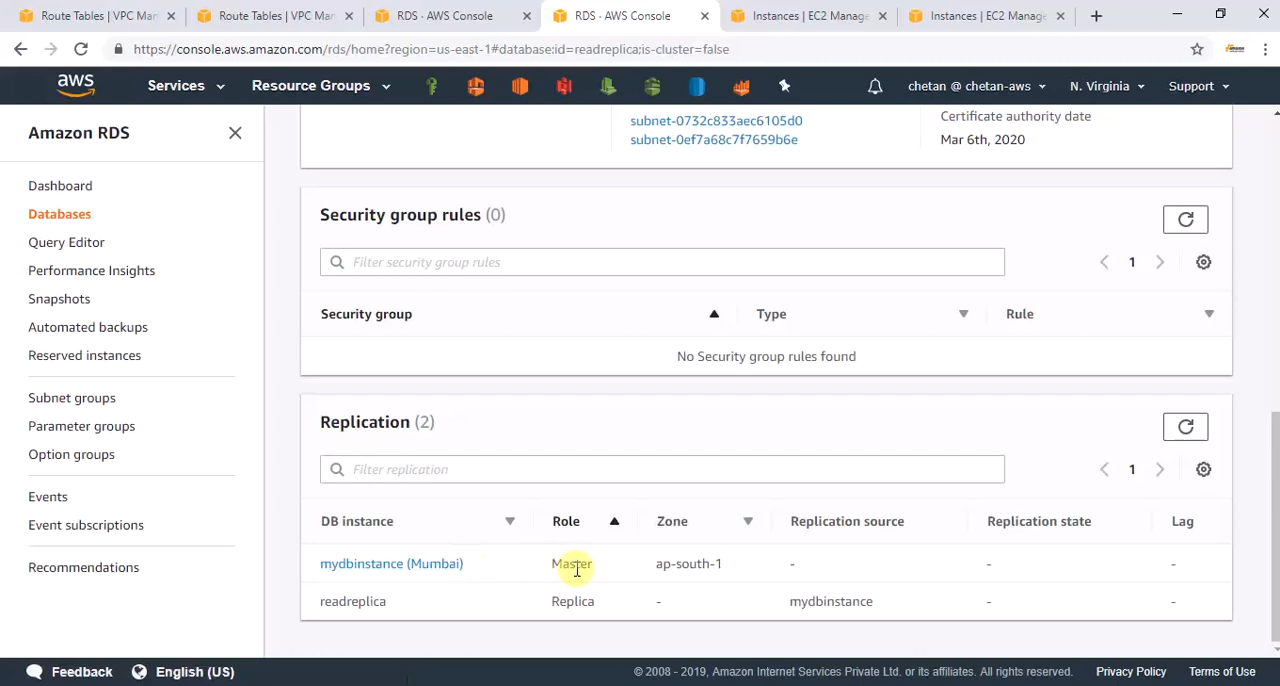 Route Tables | VPC Mar
Route Tables | VPC Mar
RDS · AWS Console
RDS · AWS Console
Instances | EC2 Manage
Instances | EC2 Manage
https://console.aws.amazon.com/rds/home?region=us-east-1#database:id=readreplica;is-cluster=false
aws
Services
Resource Groups
chetan @ chetan-aws
N. Virginia
Support
Amazon RDS
Dashboard
Databases
Query Editor
Performance Insights
Snapshots
Automated backups
Reserved instances
Subnet groups
Parameter groups
Option groups
Events
Event subscriptions
Recommendations
subnet-0732c833aec6105d0
subnet-0ef7a68c7f7659b6e
Certificate authority date
Mar 6th, 2020
Security group rules (0)
Filter security group rules
1
Security group Type Rule
No Security group rules found
Replication (2)
Filter replication
1
DB instance Role Zone Replication source Replication state Lag
mydbinstance (Mumbai) Master ap-south-1 - - -
readreplica Replica - mydbinstance - -
Feedback
English (US)
© 2008 - 2019, Amazon Internet Services Private Ltd. or its affiliates. All rights reserved.
Privacy Policy
Terms of Use